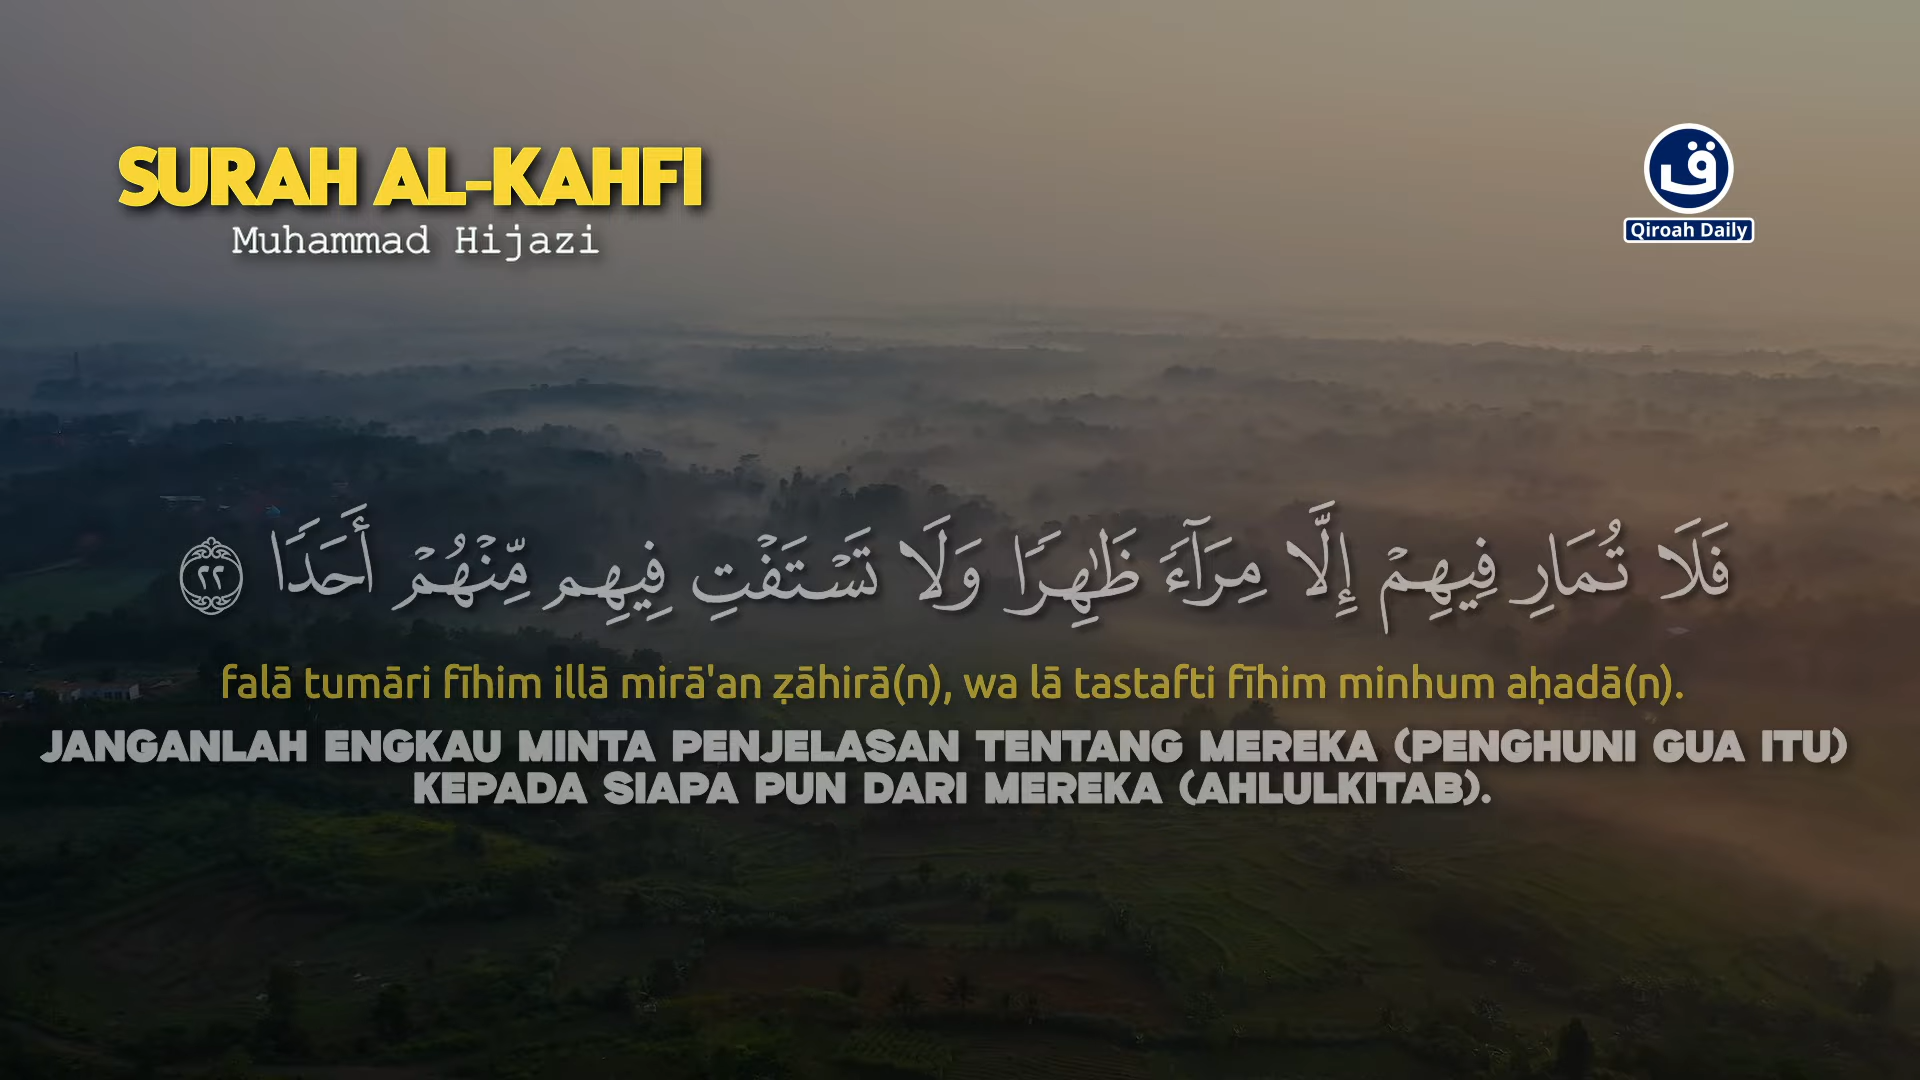 SURAH AL-KAHFI
Muhammad Hijazi
ق
Qiroah Daily
فَلَا تُمَارِ فِيهِمْ إِلَّا مِرَآءً ظَٰهِرًا وَلَا تَسْتَفْتِ فِيهِم مِّنْهُمْ أَحَدًا ٢٢
falā tumāri fīhim illā mirā'an ẓāhirā(n), wa lā tastafti fīhim minhum aḥadā(n).
JANGANLAH ENGKAU MINTA PENJELASAN TENTANG MEREKA (PENGHUNI GUA ITU)
KEPADA SIAPA PUN DARI MEREKA (AHLULKITAB).